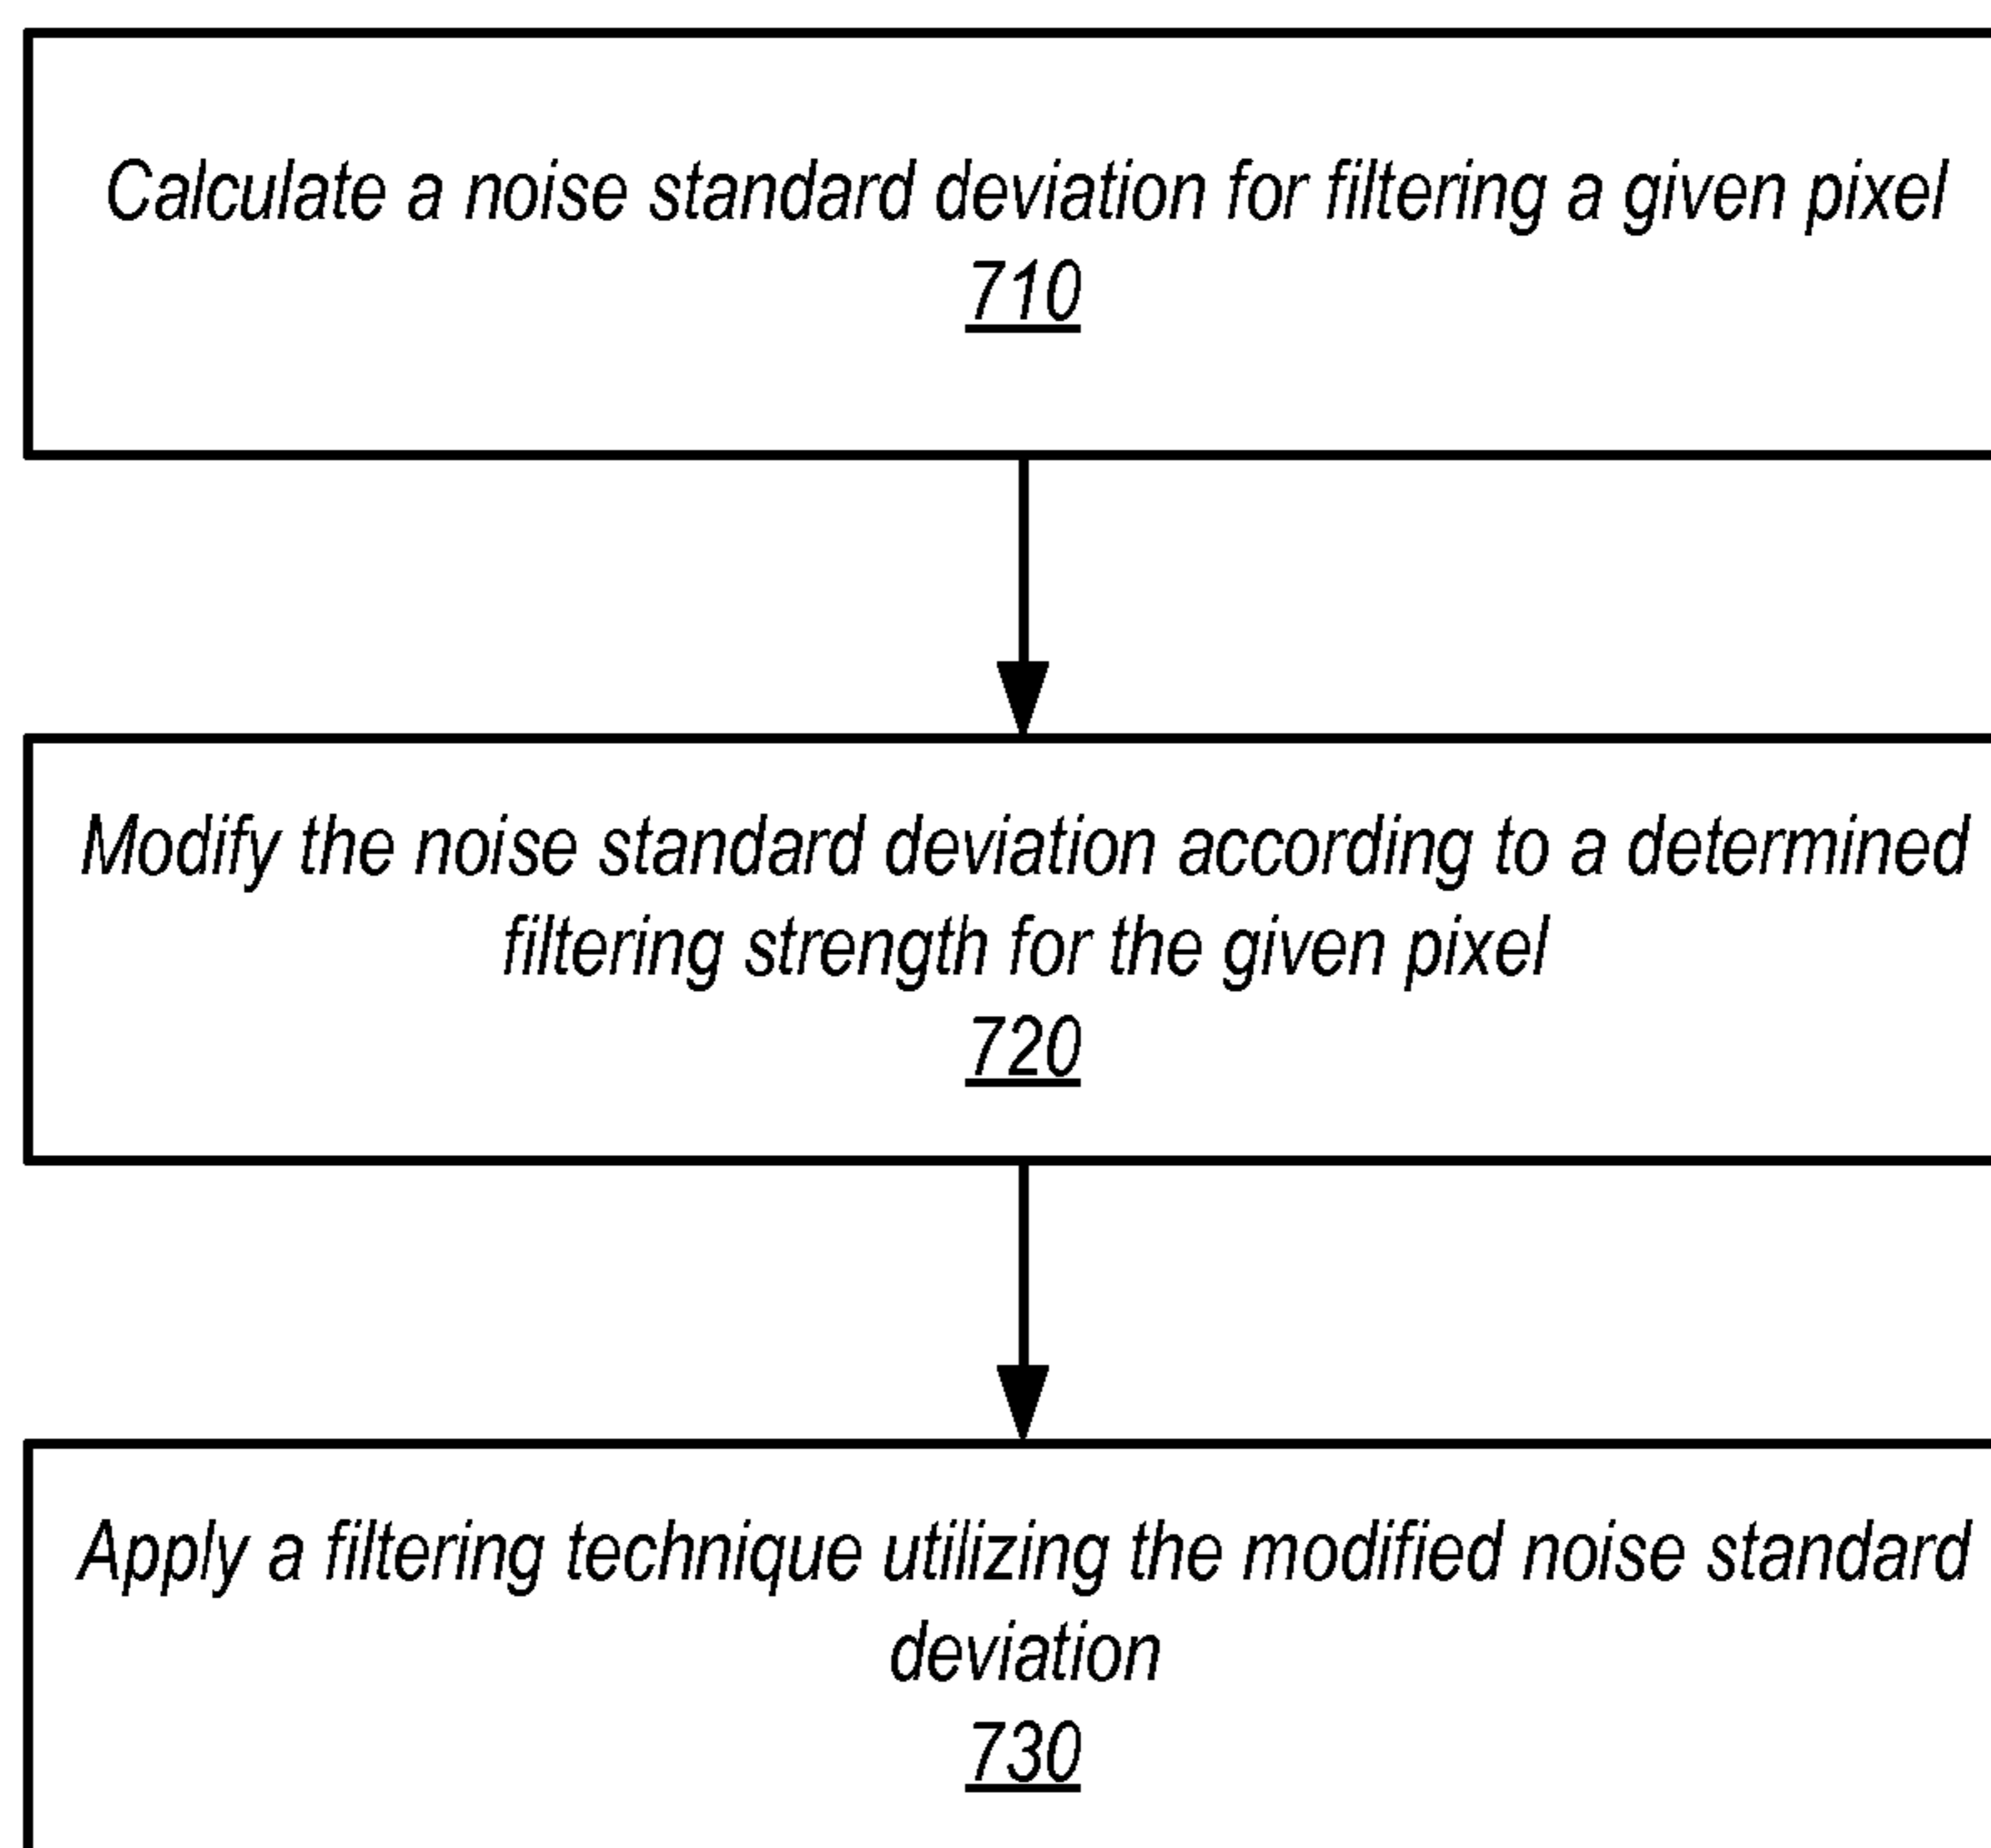 Calculate a noise standard deviation for filtering a given pixel
710
Modify the noise standard deviation according to a determined
filtering strength for the given pixel
720
Apply a filtering technique utilizing the modified noise standard
deviation
730